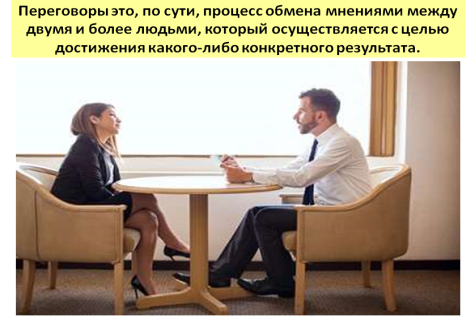 Переговоры это, по сути, процесс обмена мнениями между
двумя и более людьми, который осуществляется с целью
достижения какого-либо конкретного результата.